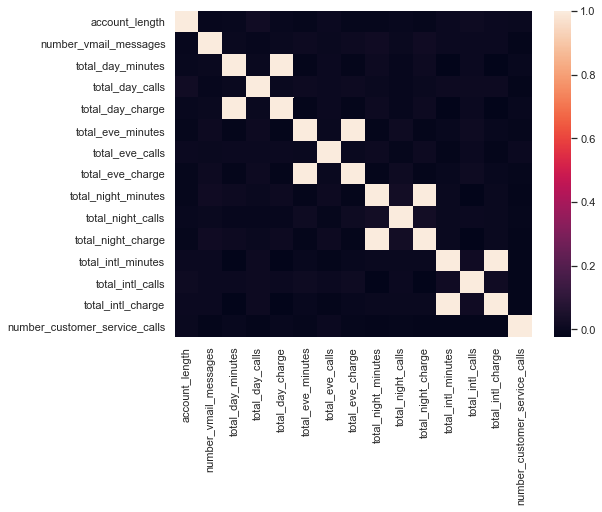 account_length
number_vmail_messages
total_day_minutes
total_day_calls
total_day_charge
total_eve_minutes
total_eve_calls
total_eve_charge
total_night_minutes
total_night_calls
total_night_charge
total_intl_minutes
total_intl_calls
total_intl_charge
number_customer_service_calls
account_length
number_vmail_messages
total_day_minutes
total_day_calls
total_day_charge
total_eve_minutes
total_eve_calls
total_eve_charge
total_night_minutes
total_night_calls
total_night_charge
total_intl_minutes
total_intl_calls
total_intl_charge
number_customer_service_calls
1.0
0.8
0.6
0.4
0.2
0.0